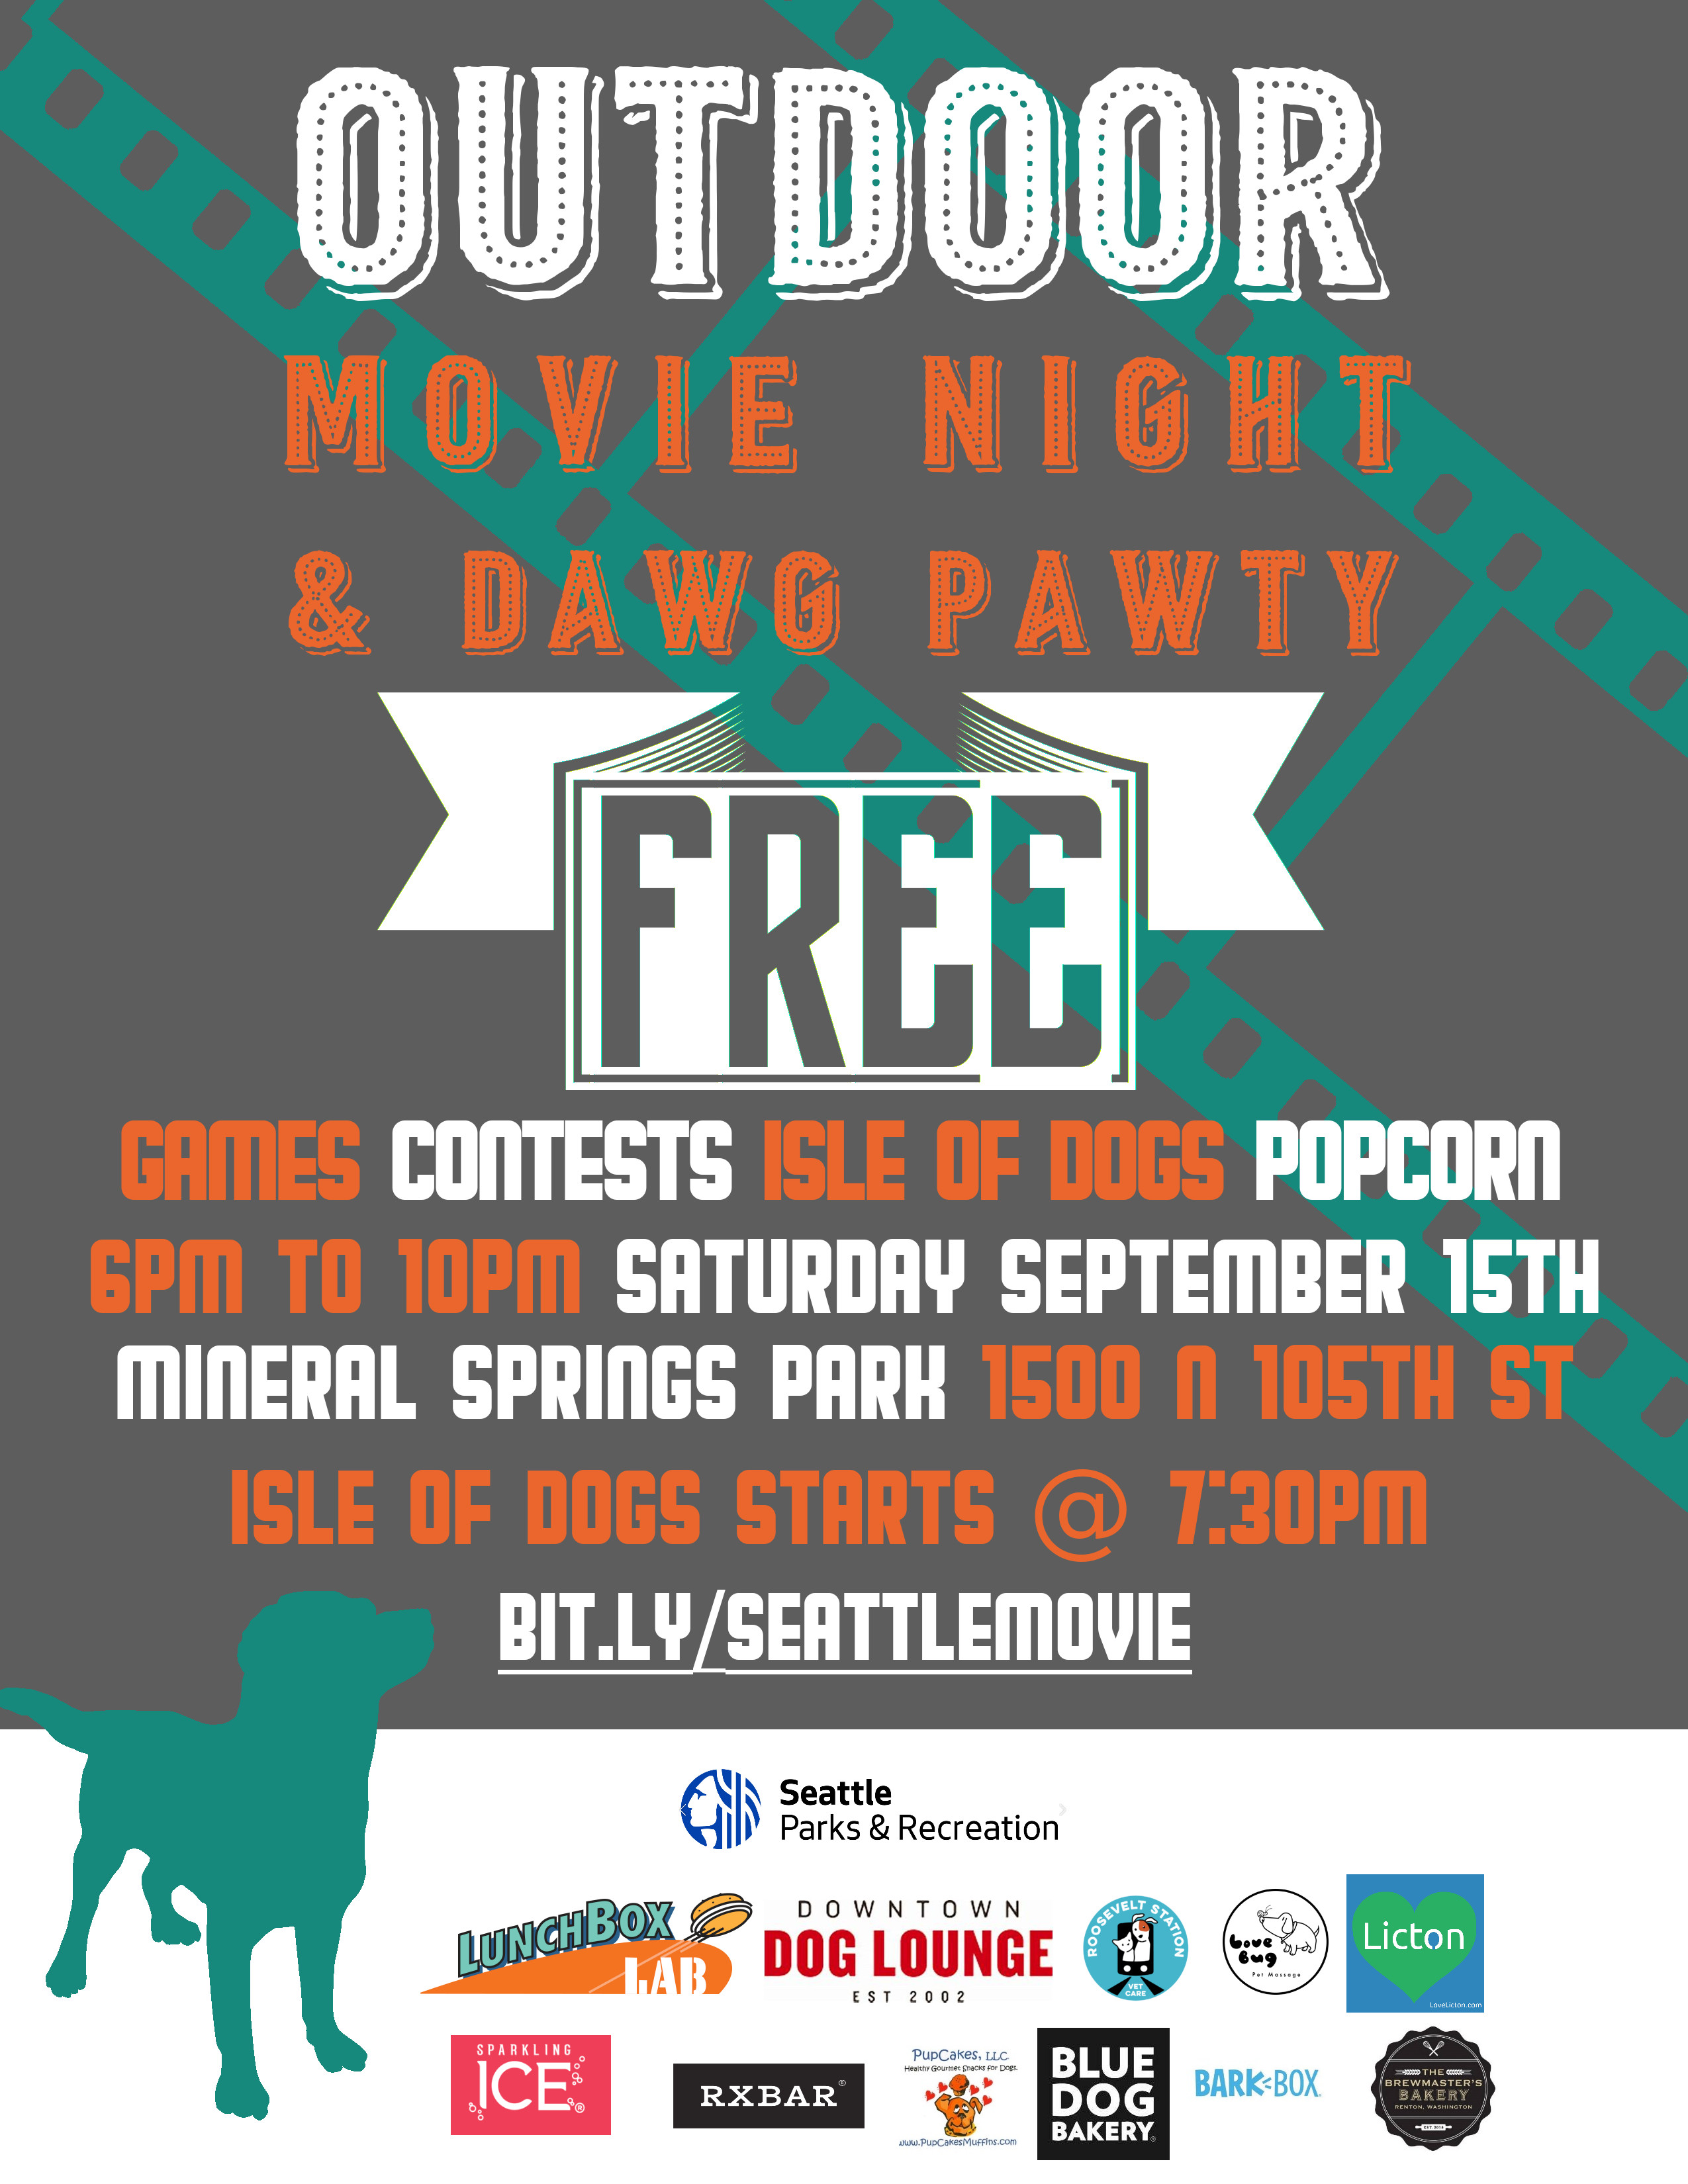 OUTDOOR
MOVIE NIGHT
& DAWG PAWTY
FREE
GAMES CONTESTS ISLE OF DOGS POPCORN
6PM TO 10PM SATURDAY SEPTEMBER 15TH
MINERAL SPRINGS PARK 1500 N 105TH ST
ISLE OF DOGS STARTS @ 7:30PM
BIT.LY/SEATTLEMOVIE
Seattle
Parks & Recreation
LUNCHBOX
LAB
DOWNTOWN
DOG LOUNGE
EST 2002
ROOSEVELT STATION
VET
CARE
Love
Bug
Pet Massage
Licton
LoveLicton.com
SPARKLING
ICE®
RXBAR®
PupCakes, LLC
Healthy Gourmet Snacks for Dogs.
www.PupCakesMuffins.com
BLUE
DOG
BAKERY®
BARKBOX
THE
BREWMASTER'S
BAKERY
RENTON, WASHINGTON